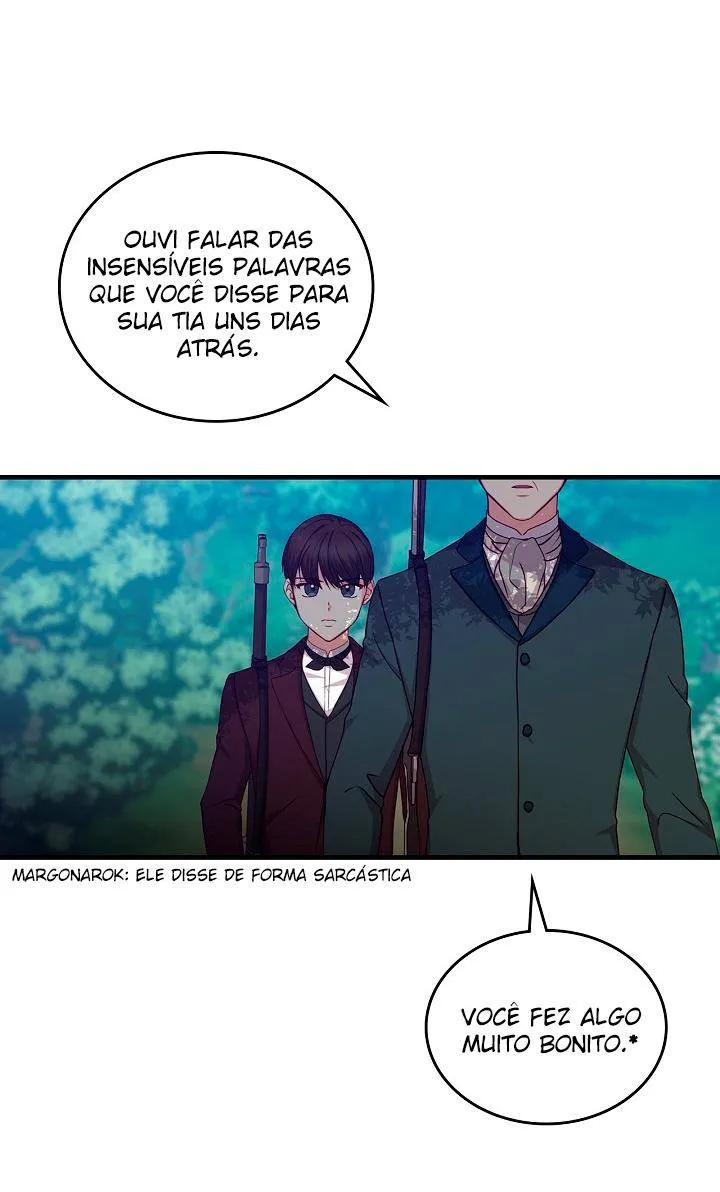 OUVI FALAR DAS
INSENSÍVEIS PALAVRAS
QUE VOCÊ DISSE PARA
SUA TIA UNS DIAS
ATRÁS.
MARGONAROK: ELE DISSE DE FORMA SARCÁSTICA
VOCÊ FEZ ALGO
MUITO BONITO.*